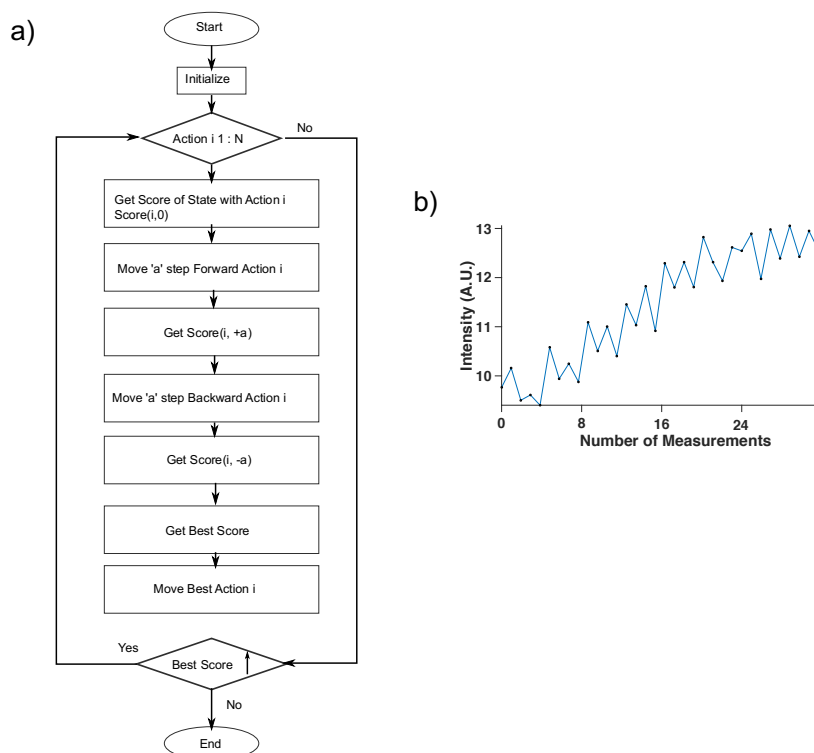 a)
Start
Initialize
Action i 1 : N
No
Get Score of State with Action i
Score(i,0)
Move 'a' step Forward Action i
Get Score(i, +a)
Move 'a' step Backward Action i
Get Score(i, -a)
Get Best Score
Move Best Action i
Yes
Best Score
No
End
b)
13
12
11
10
Intensity (A.U.)
0
8
16
24
Number of Measurements